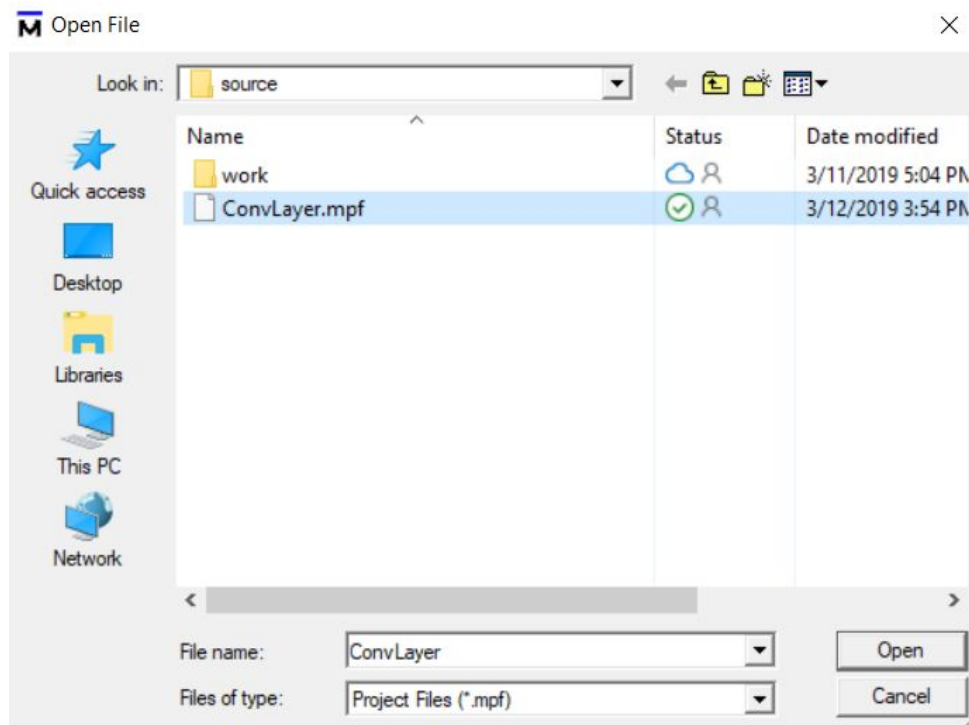 Open File
Look in: source
Name Status Date modified
work 3/11/2019 5:04 PM
ConvLayer.mpf 3/12/2019 3:54 PM
Quick access
Desktop
Libraries
This PC
Network
File name: ConvLayer Open
Files of type: Project Files (*.mpf) Cancel